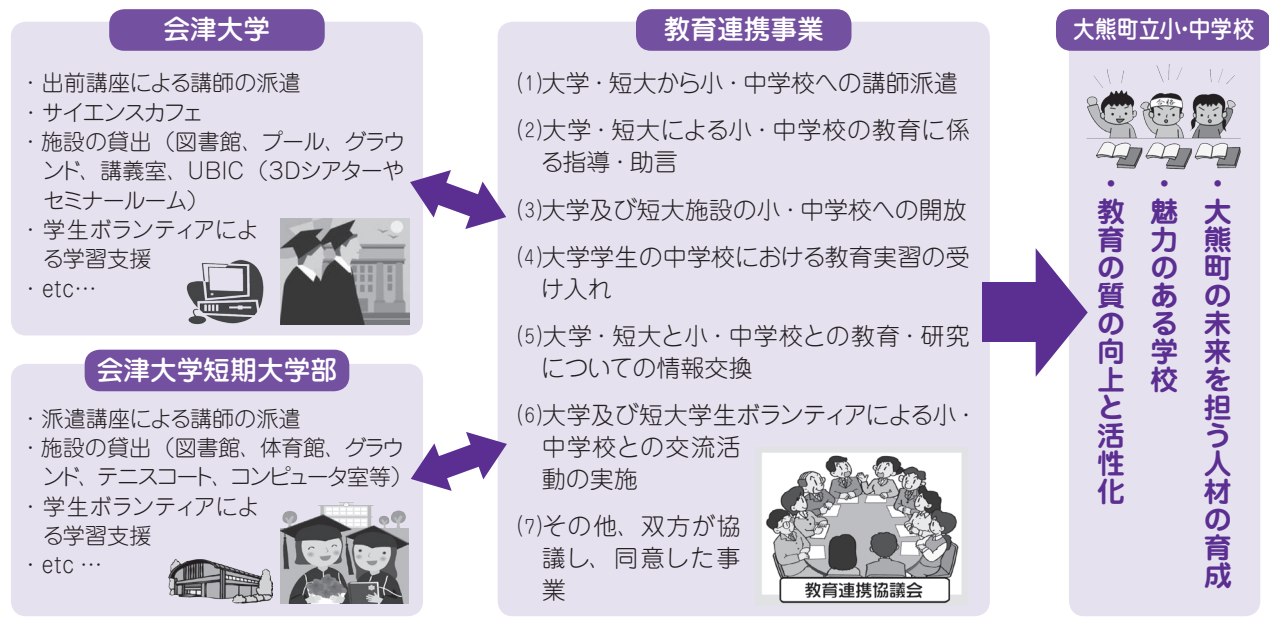 会津大学
・出前講座による講師の派遣
・サイエンスカフェ
・施設の貸出（図書館、プール、グラウ
ンド、講義室、UBIC（3Dシアターや
セミナールーム）
・学生ボランティアによ
る学習支援
・etc…
会津大学短期大学部
・派遣講座による講師の派遣
・施設の貸出（図書館、体育館、グラウ
ンド、テニスコート、コンピュータ室等）
・学生ボランティアによ
る学習支援
・etc…
教育連携事業
⑴大学・短大から小・中学校への講師派遣
⑵大学・短大による小・中学校の教育に係
る指導・助言
⑶大学及び短大施設の小・中学校への開放
⑷大学学生の中学校における教育実習の受
け入れ
⑸大学・短大と小・中学校との教育・研究
についての情報交換
⑹大学及び短大学生ボランティアによる小・
中学校との交流活
動の実施
⑺その他、双方が協
議し、同意した事
業
教育連携協議会
大熊町立小・中学校
合格
・大熊町の未来を担う人材の育成
・魅力のある学校
・教育の質の向上と活性化